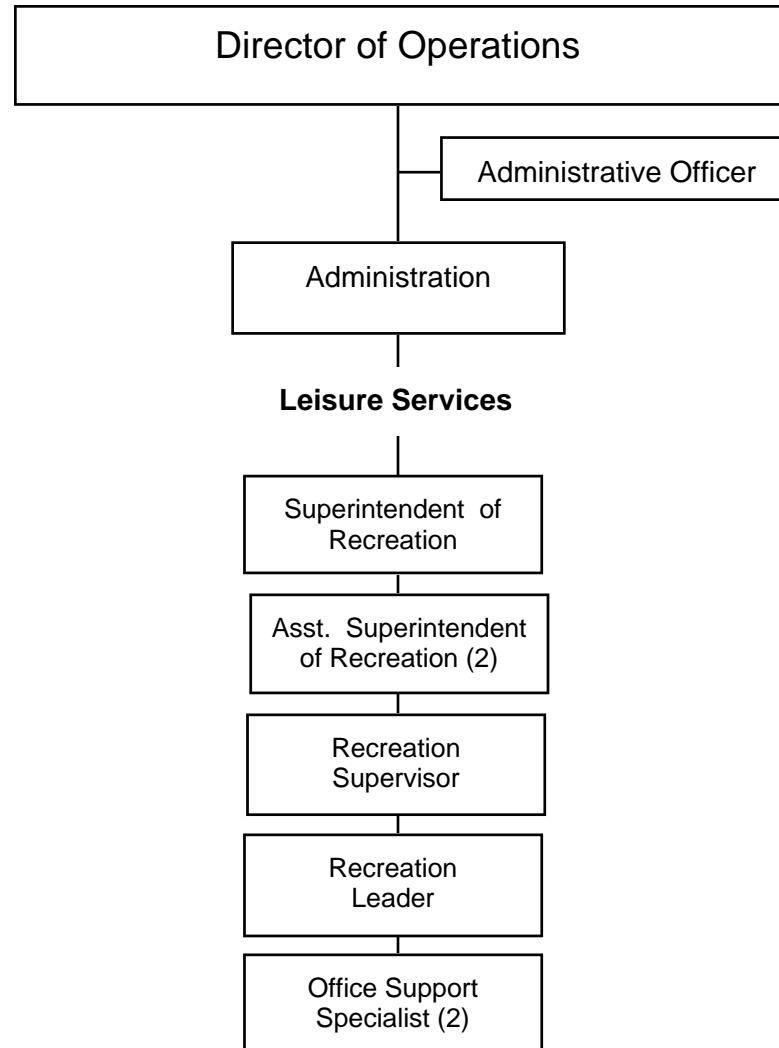 Director of Operations
Administrative Officer
Administration
Leisure Services
Superintendent of
Recreation
Asst. Superintendent
of Recreation (2)
Recreation
Supervisor
Recreation
Leader
Office Support
Specialist (2)